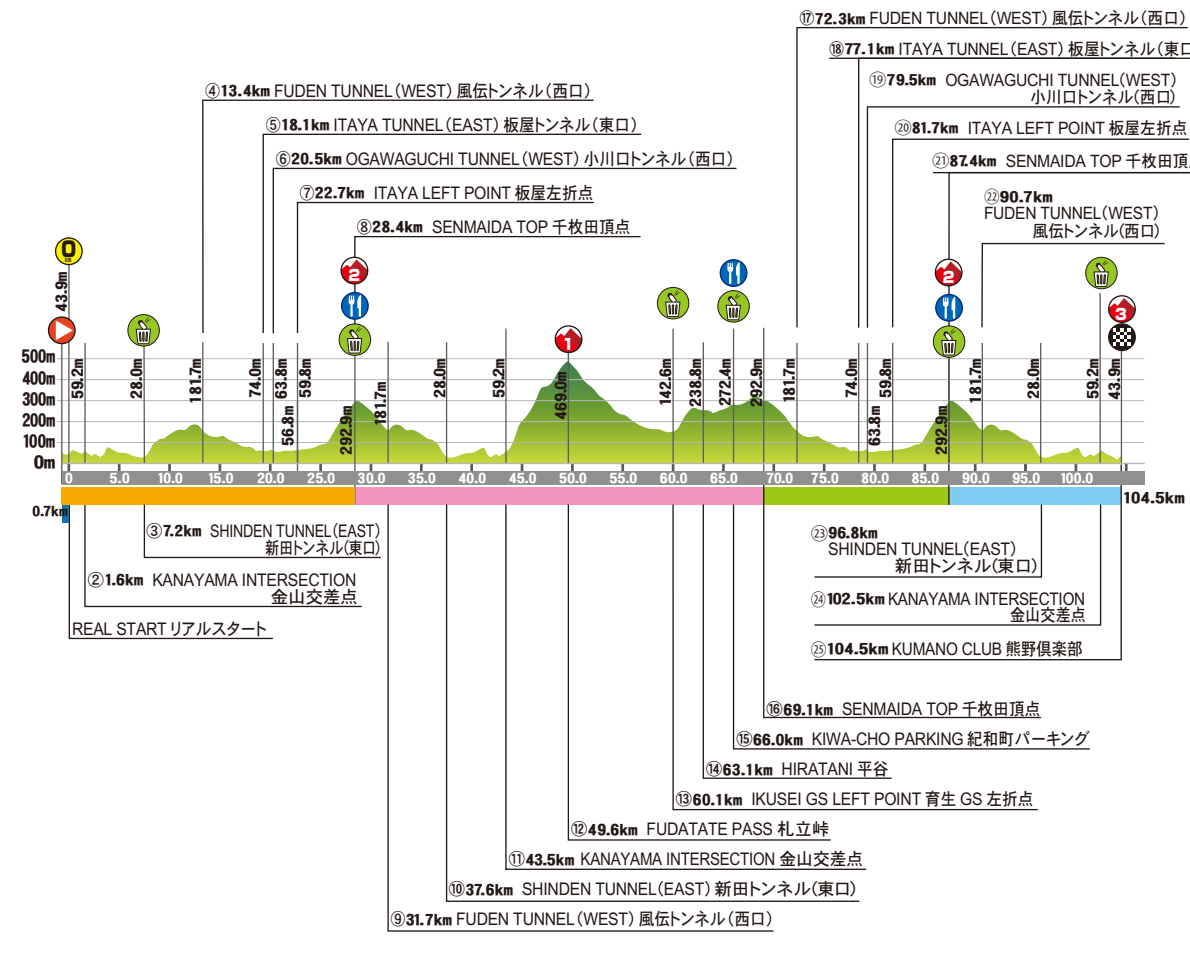 ⑰72.3km FUDEN TUNNEL(WEST) 風伝トンネル(西口)
⑱77.1km ITAYA TUNNEL(EAST) 板屋トンネル(東口
④13.4km FUDEN TUNNEL(WEST) 風伝トンネル(西口)
⑲79.5km OGAWAGUCHI TUNNEL(WEST)
小川口トンネル(西口)
⑤18.1km ITAYA TUNNEL(EAST) 板屋トンネル(東口)
⑳81.7km ITAYA LEFT POINT 板屋左折点
⑥20.5km OGAWAGUCHI TUNNEL(WEST) 小川口トンネル(西口)
㉑87.4km SENMAIDA TOP 千枚田頂
⑦22.7km ITAYA LEFT POINT 板屋左折点
㉒90.7km
FUDEN TUNNEL(WEST)
風伝トンネル(西口)
⑧28.4km SENMAIDA TOP 千枚田頂点
0
km
43.9m
2
2
1
3
500m
400m
300m
200m
100m
0m
59.2m
28.0m
181.7m
74.0m
63.8m
56.8m
59.8m
292.9m
181.7m
28.0m
59.2m
469.0m
142.6m
238.8m
272.4m
292.9m
181.7m
74.0m
63.8m
59.8m
292.9m
181.7m
28.0m
59.2m
43.9m
0 5.0 10.0 15.0 20.0 25.0 30.0 35.0 40.0 45.0 50.0 55.0 60.0 65.0 70.0 75.0 80.0 85.0 90.0 95.0 100.0
0.7km
104.5km
③7.2km SHINDEN TUNNEL(EAST)
新田トンネル(東口)
②1.6km KANAYAMA INTERSECTION
金山交差点
REAL START リアルスタート
㉓96.8km
SHINDEN TUNNEL(EAST)
新田トンネル(東口)
㉔102.5km KANAYAMA INTERSECTION
金山交差点
㉕104.5km KUMANO CLUB 熊野倶楽部
⑯69.1km SENMAIDA TOP 千枚田頂点
⑮66.0km KIWA-CHO PARKING 紀和町パーキング
⑭63.1km HIRATANI 平谷
⑬60.1km IKUSEI GS LEFT POINT 育生 GS 左折点
⑫49.6km FUDATATE PASS 札立峠
⑪43.5km KANAYAMA INTERSECTION 金山交差点
⑩37.6km SHINDEN TUNNEL(EAST) 新田トンネル(東口)
⑨31.7km FUDEN TUNNEL(WEST) 風伝トンネル(西口)